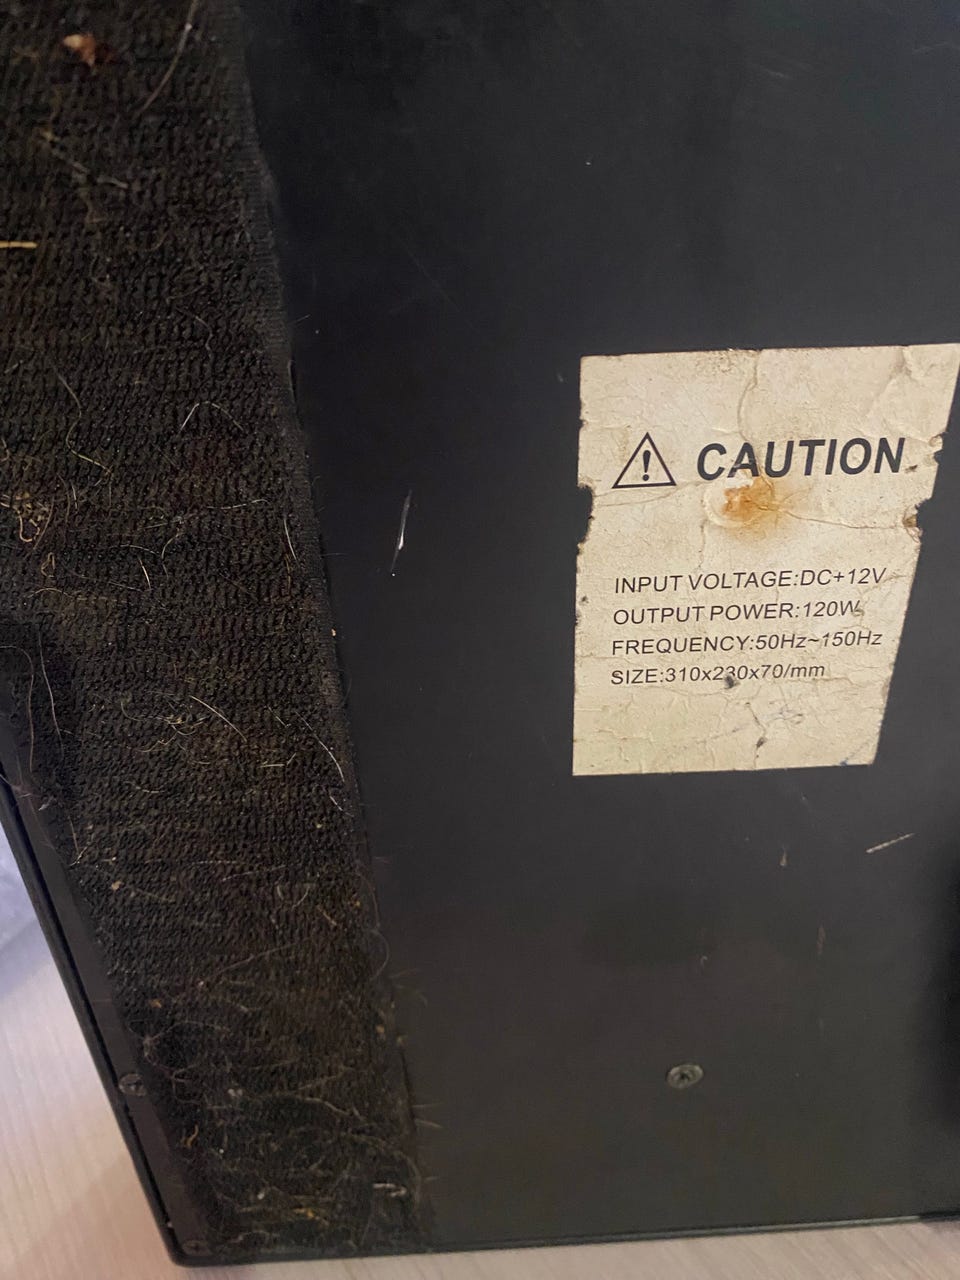 CAUTION
INPUT VOLTAGE:DC+12V
OUTPUT POWER:120W
FREQUENCY:50Hz~150Hz
SIZE:310x230x70/mm